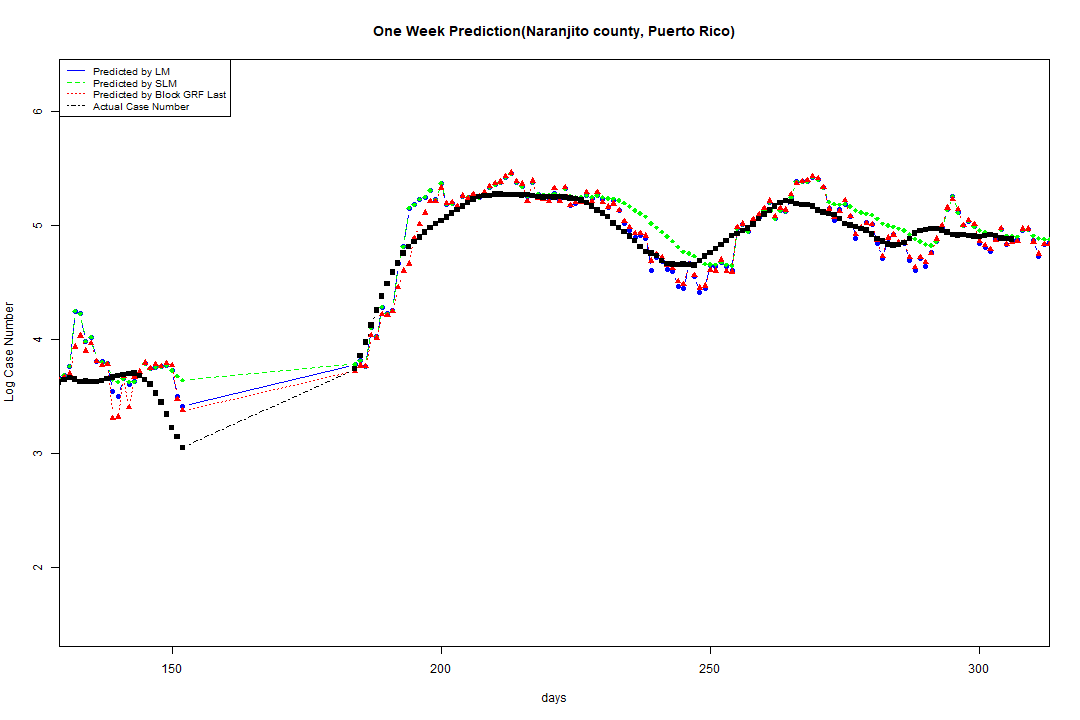 One Week Prediction(Naranjito county, Puerto Rico)
Predicted by LM
Predicted by SLM
Predicted by Block GRF Last
Actual Case Number
Log Case Number
6
5
4
3
2
150 200 250 300
days